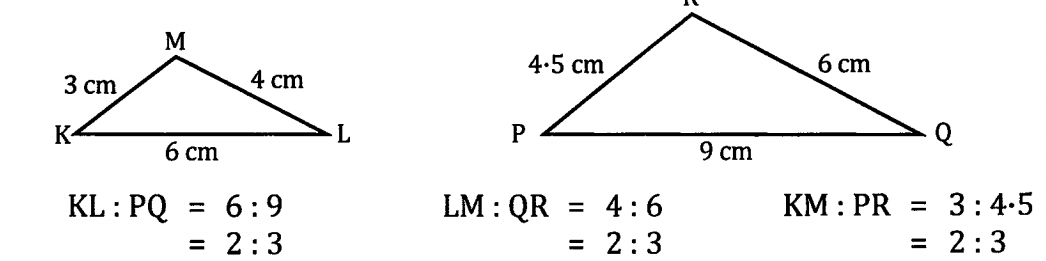 M
3 cm
4 cm
K
L
6 cm
4·5 cm
6 cm
P
Q
9 cm
KL : PQ = 6 : 9
= 2 : 3
LM : QR = 4 : 6
= 2 : 3
KM : PR = 3 : 4·5
= 2 : 3